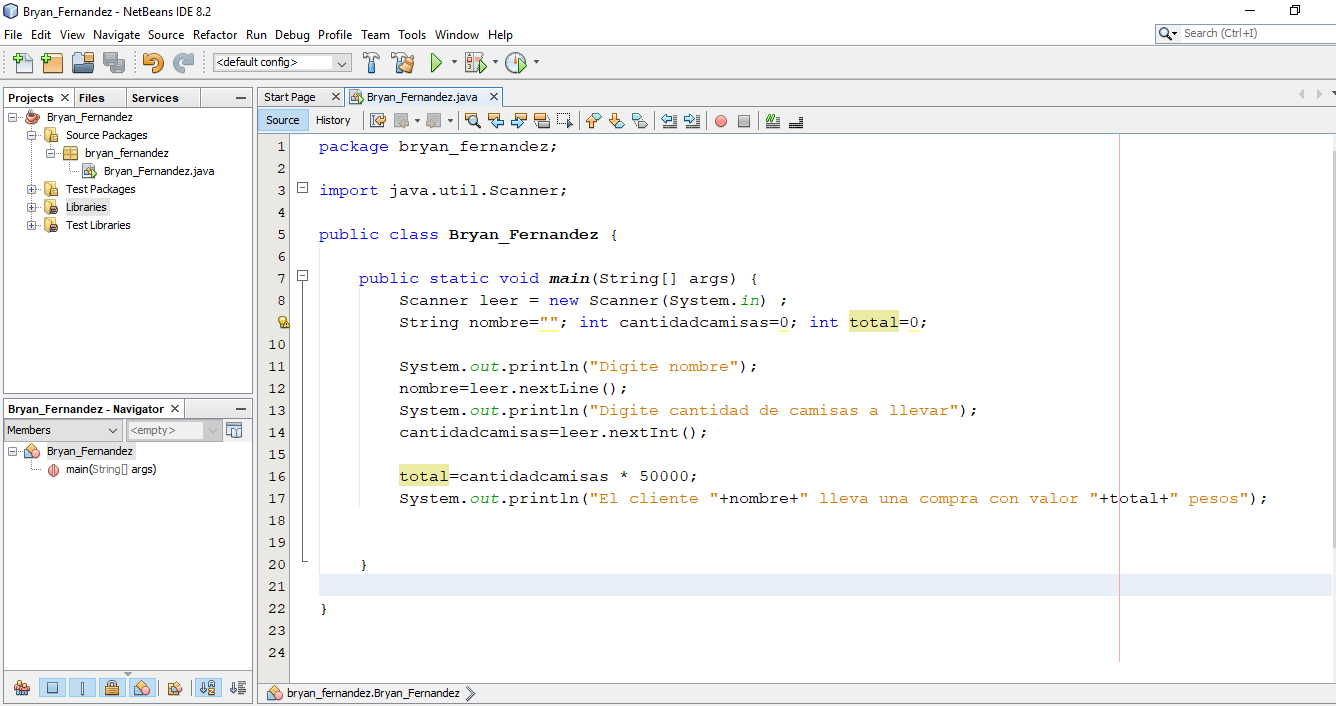 Bryan_Fernandez - NetBeans IDE 8.2
File Edit View Navigate Source Refactor Run Debug Profile Team Tools Window Help
Search (Ctrl+I)
<default config>
Projects Files Services
Bryan_Fernandez
Source Packages
bryan_fernandez
Bryan_Fernandez.java
Test Packages
Libraries
Test Libraries
Bryan_Fernandez - Navigator
Members <empty>
Bryan_Fernandez
main(String[] args)
Start Page Bryan_Fernandez.java
Source History
1 package bryan_fernandez;
2
3 import java.util.Scanner;
4
5 public class Bryan_Fernandez {
6
7 public static void main(String[] args) {
8 Scanner leer = new Scanner(System.in) ;
String nombre=""; int cantidadcamisas=0; int total=0;
10
11 System.out.println("Digite nombre");
12 nombre=leer.nextLine();
13 System.out.println("Digite cantidad de camisas a llevar");
14 cantidadcamisas=leer.nextInt();
15
16 total=cantidadcamisas * 50000;
17 System.out.println("El cliente "+nombre+" lleva una compra con valor "+total+" pesos");
18
19
20 }
21
22 }
23
24
bryan_fernandez.Bryan_Fernandez